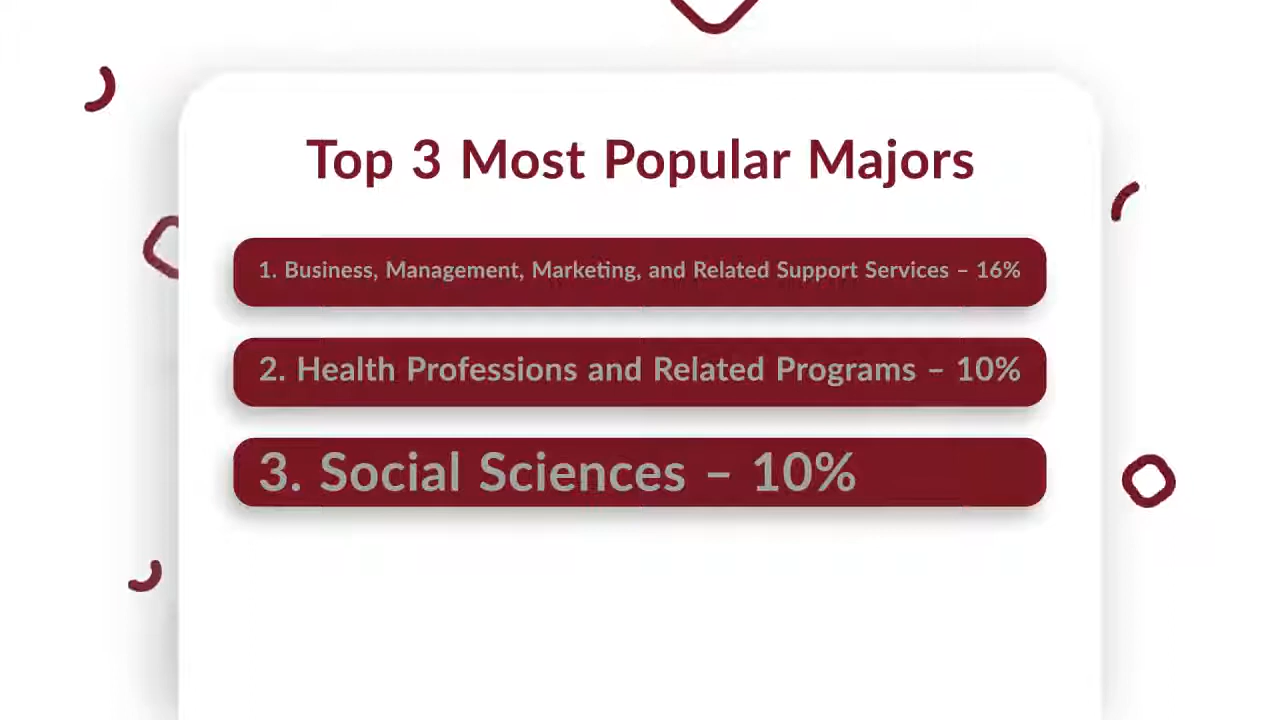 Top 3 Most Popular Majors
1. Business, Management, Marketing, and Related Support Services – 16%
2. Health Professions and Related Programs – 10%
3. Social Sciences – 10%